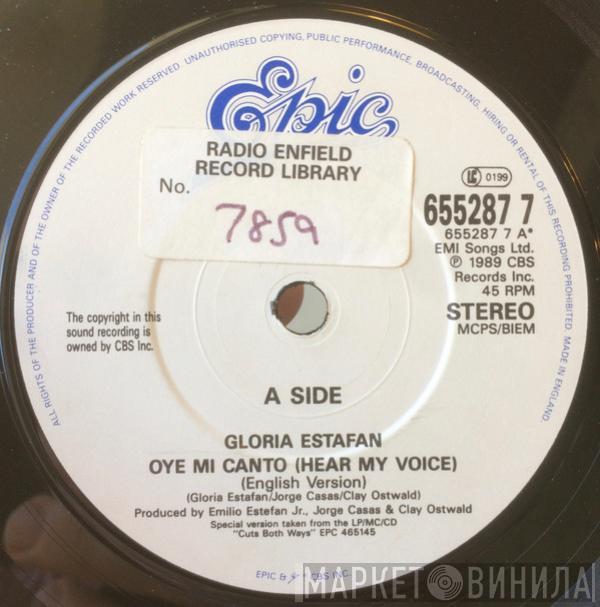 ALL RIGHTS OF THE PRODUCER AND OF THE OWNER OF THE RECORDED WORK RESERVED UNAUTHORISED COPYING, PUBLIC PERFORMANCE, BROADCASTING, HIRING OR RENTAL OF THIS RECORDING PROHIBITED. MADE IN ENGLAND.
Epic
RADIO ENFIELD
RECORD LIBRARY
No.
7859
LC 0199
655287 7
655287 7 A*
EMI Songs Ltd.
℗ 1989 CBS
Records Inc.
45 RPM
STEREO
MCPS/BIEM
The copyright in this
sound recording is
owned by CBS Inc.
A SIDE
GLORIA ESTAFAN
OYE MI CANTO (HEAR MY VOICE)
(English Version)
(Gloria Estafan/Jorge Casas/Clay Ostwald)
Produced by Emilio Estefan Jr., Jorge Casas & Clay Ostwald
Special version taken from the LP/MC/CD
"Cuts Both Ways" EPC 465145
EPIC & CBS INC.
МАРКЕТ ВИНИЛА